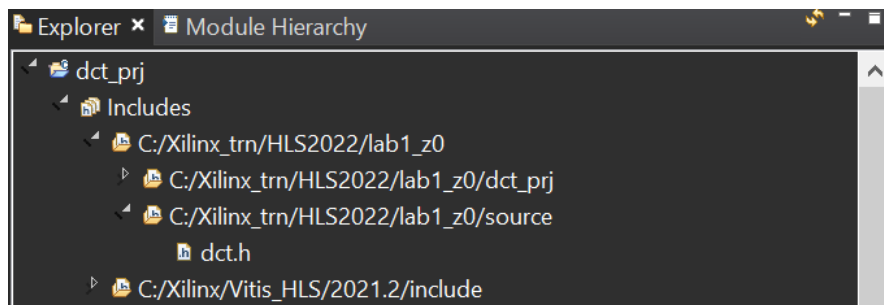 Explorer Module Hierarchy
dct_prj
Includes
C:/Xilinx_trn/HLS2022/lab1_z0
C:/Xilinx_trn/HLS2022/lab1_z0/dct_prj
C:/Xilinx_trn/HLS2022/lab1_z0/source
dct.h
C:/Xilinx/Vitis_HLS/2021.2/include